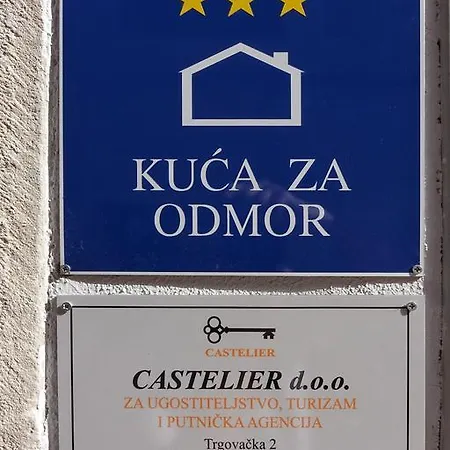 KUĆA ZA
ODMOR
CASTELIER
CASTELIER d.o.o.
ZA UGOSTITELJSTVO, TURIZAM
I PUTNIČKA AGENCIJA
Trgovačka 2